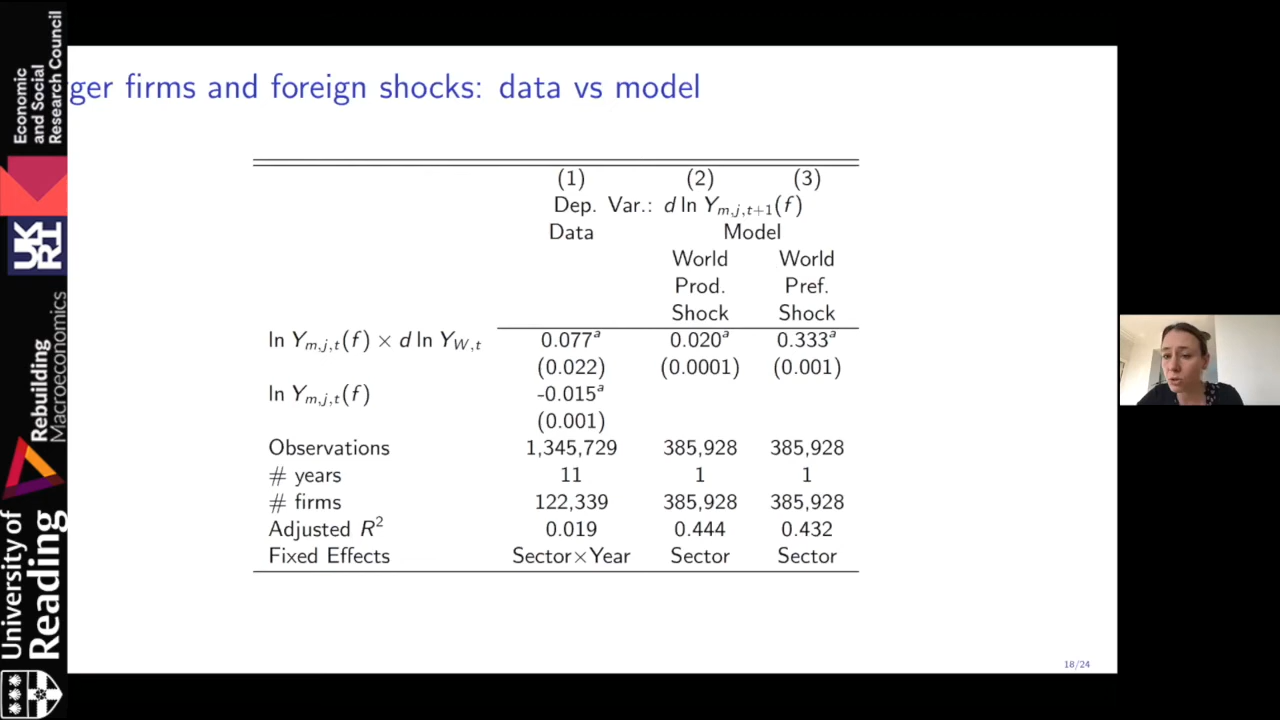 ger firms and foreign shocks: data vs model
(1) (2) (3)
Dep. Var.: d ln Y_{m,j,t+1}(f)
Data Model
World World
Prod. Pref.
Shock Shock
ln Y_{m,j,t}(f) × d ln Y_{W,t} 0.077^a 0.020^a 0.333^a
(0.022) (0.0001) (0.001)
ln Y_{m,j,t}(f) -0.015^a
(0.001)
Observations 1,345,729 385,928 385,928
# years 11 1 1
# firms 122,339 385,928 385,928
Adjusted R² 0.019 0.444 0.432
Fixed Effects Sector×Year Sector Sector
18/24
Economic
and Social
Research Council
UKRI
Rebuilding
Macroeconomics
University of
Reading